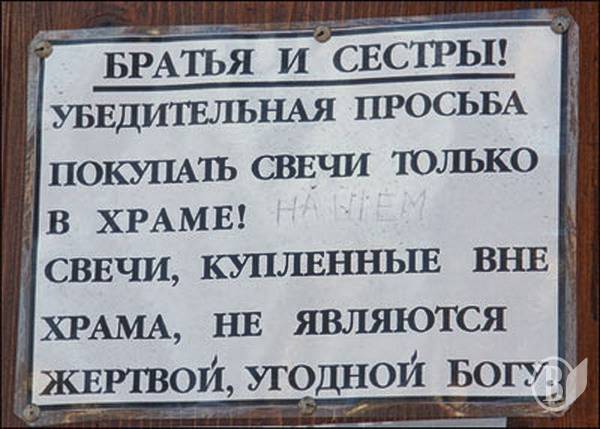 БРАТЬЯ И СЕСТРЫ!
УБЕДИТЕЛЬНАЯ ПРОСЬБА
ПОКУПАТЬ СВЕЧИ ТОЛЬКО
В ХРАМЕ! НАШЕМ
СВЕЧИ, КУПЛЕННЫЕ ВНЕ
ХРАМА, НЕ ЯВЛЯЮТСЯ
ЖЕРТВОЙ, УГОДНОЙ БОГУ
В